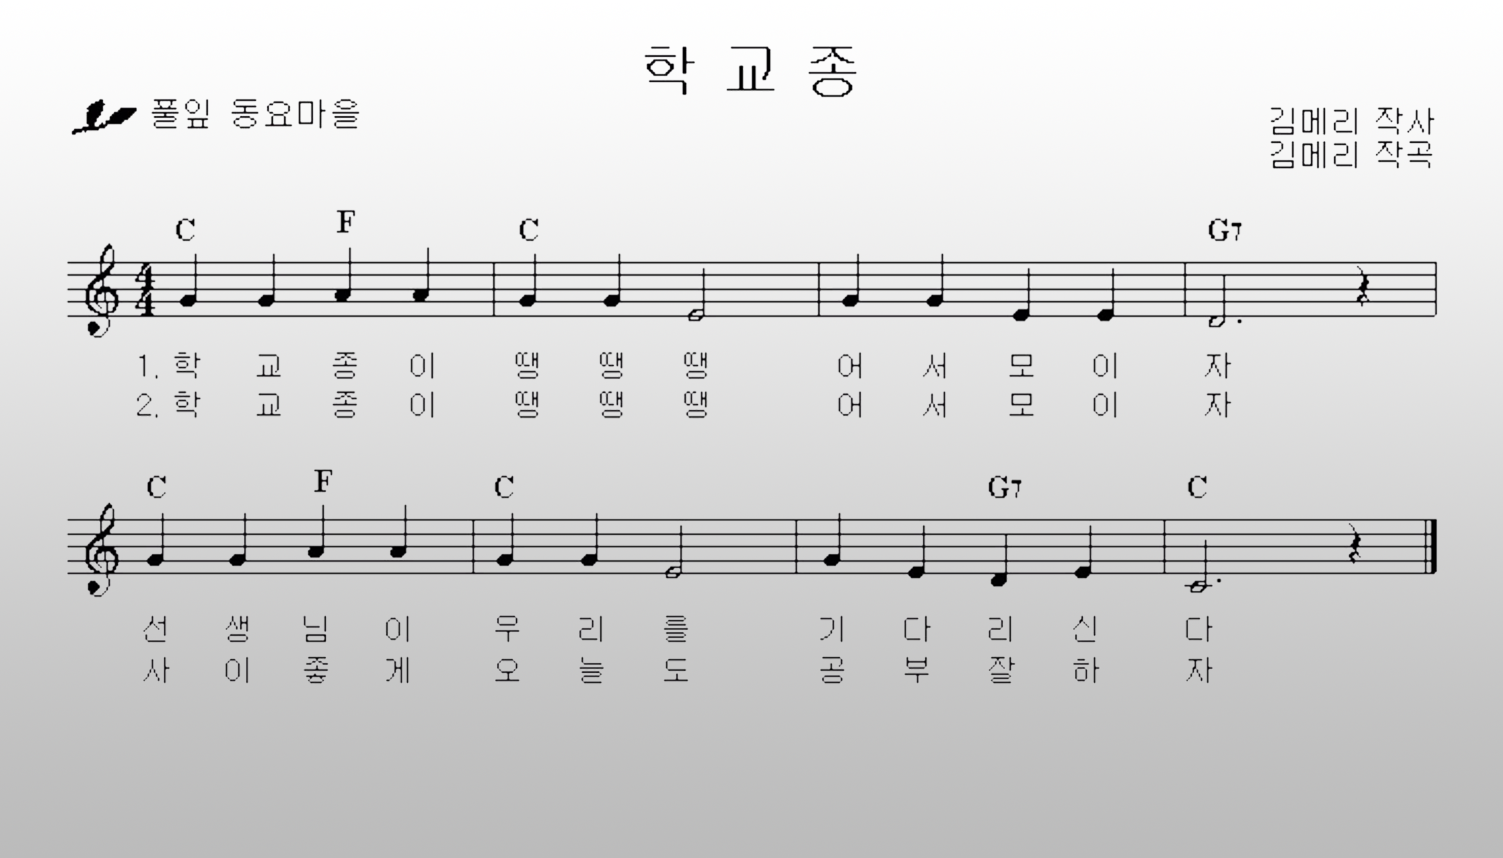 학교종
풀잎 동요마을
김메리 작사
김메리 작곡
C F C G7
4
4
1. 학 교 종 이 땡 땡 땡 어 서 모 이 자
2. 학 교 종 이 땡 땡 땡 어 서 모 이 자
C F C G7 C
선 생 님 이 우 리 를 기 다 리 신 다
사 이 좋 게 오 늘 도 공 부 잘 하 자